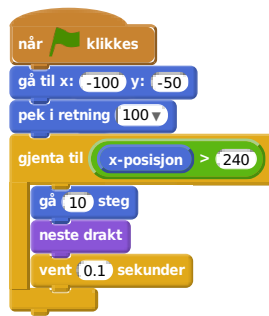 når klikkes
gå til x: -100 y: -50
pek i retning 100▼
gjenta til x-posisjon > 240
gå 10 steg
neste drakt
vent 0.1 sekunder